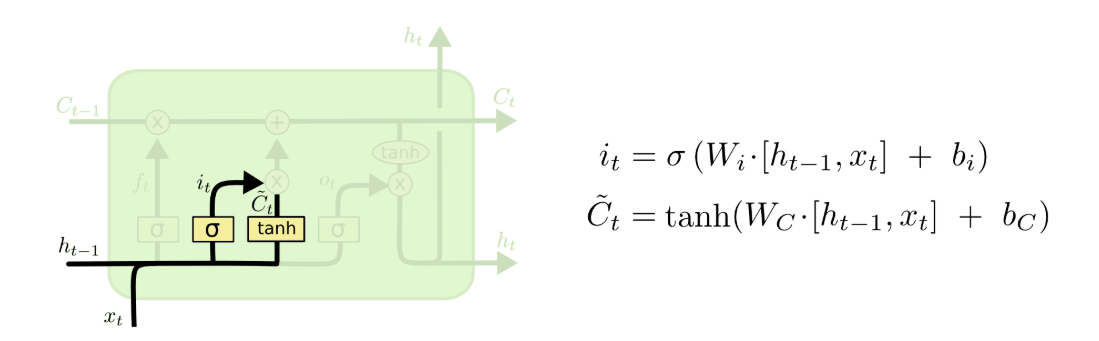 h_t
C_{t-1}
C_t
x
+
tanh
f_t
i_t
x
o_t
x
C̃_t
σ
σ
tanh
σ
h_{t-1}
h_t
x_t
i_t = σ (W_i·[h_{t-1}, x_t] + b_i)
C̃_t = tanh(W_C·[h_{t-1}, x_t] + b_C)